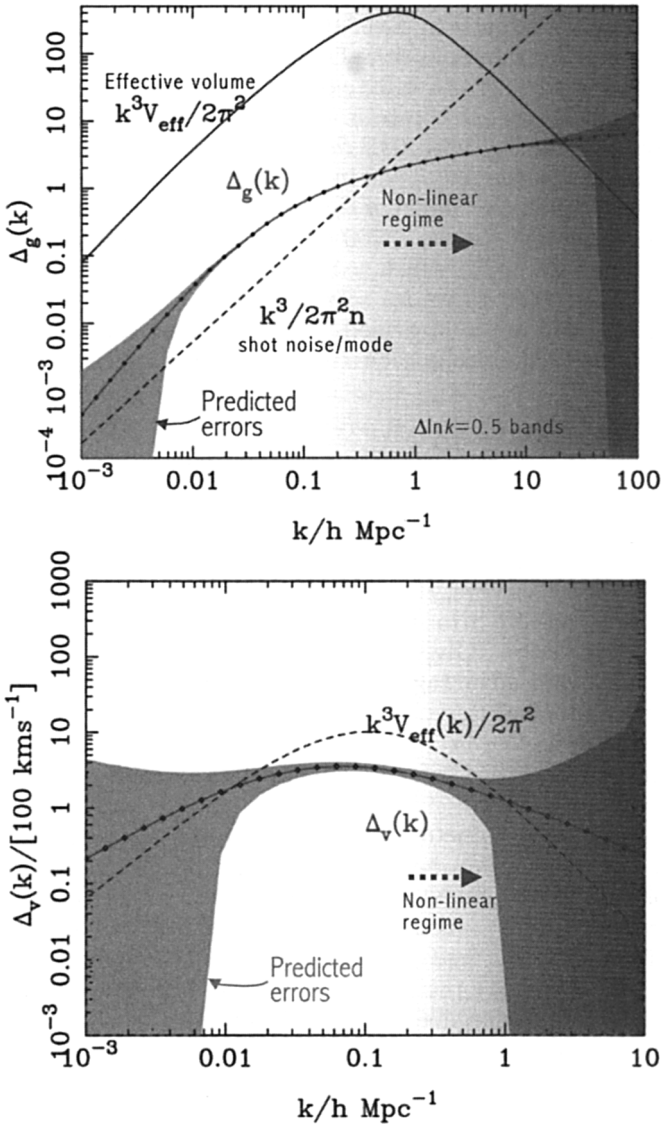 100
10
1
0.1
0.01
10⁻³
10⁻⁴
Δg(k)
Effective volume
k³Veff/2π²
Δg(k)
Non-linear
regime
k³/2π²n
shot noise/mode
Predicted
errors
Δlnk=0.5 bands
10⁻³ 0.01 0.1 1 10 100
k/h Mpc⁻¹
1000
100
10
1
0.1
0.01
10⁻³
Δv(k)/[100 kms⁻¹]
k³Veff(k)/2π²
Δv(k)
Non-linear
regime
Predicted
errors
10⁻³ 0.01 0.1 1 10
k/h Mpc⁻¹